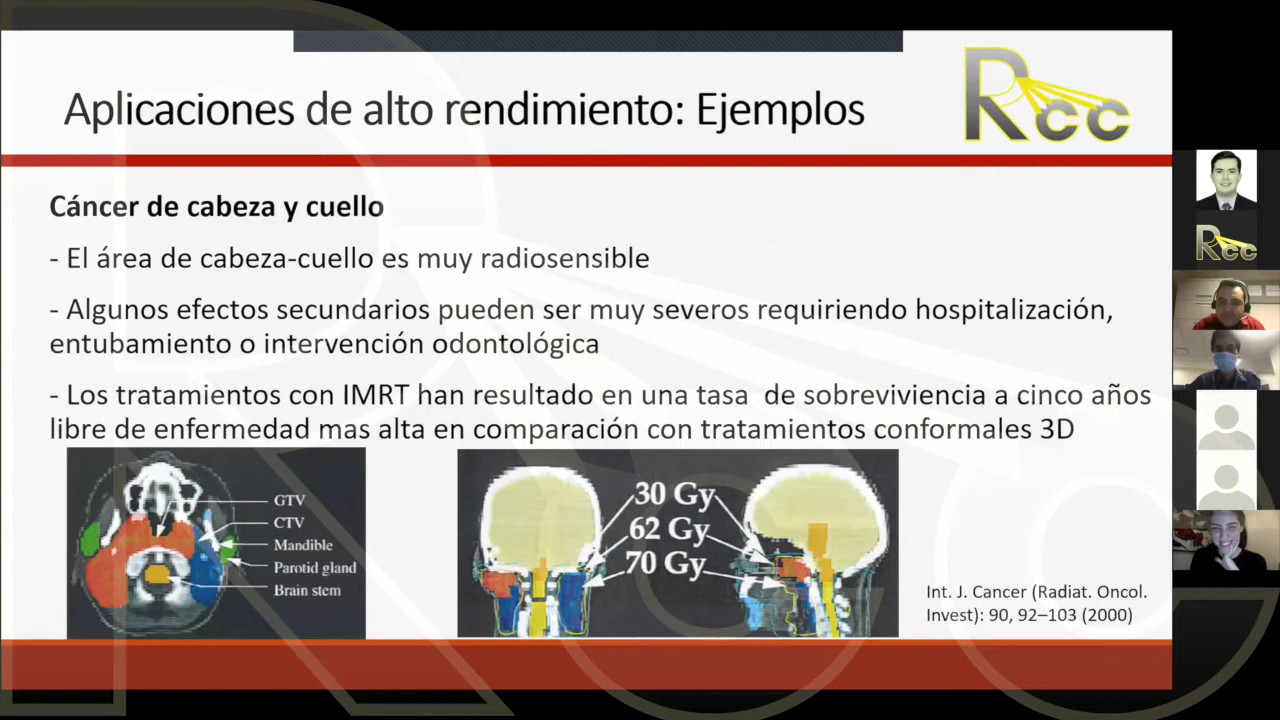 Aplicaciones de alto rendimiento: Ejemplos
Rcc
Cáncer de cabeza y cuello
- El área de cabeza-cuello es muy radiosensible
- Algunos efectos secundarios pueden ser muy severos requiriendo hospitalización,
entubamiento o intervención odontológica
- Los tratamientos con IMRT han resultado en una tasa de sobreviviencia a cinco años
libre de enfermedad mas alta en comparación con tratamientos conformales 3D
GTV
CTV
Mandible
Parotid gland
Brain stem
30 Gy
62 Gy
70 Gy
Int. J. Cancer (Radiat. Oncol.
Invest): 90, 92–103 (2000)
Rcc